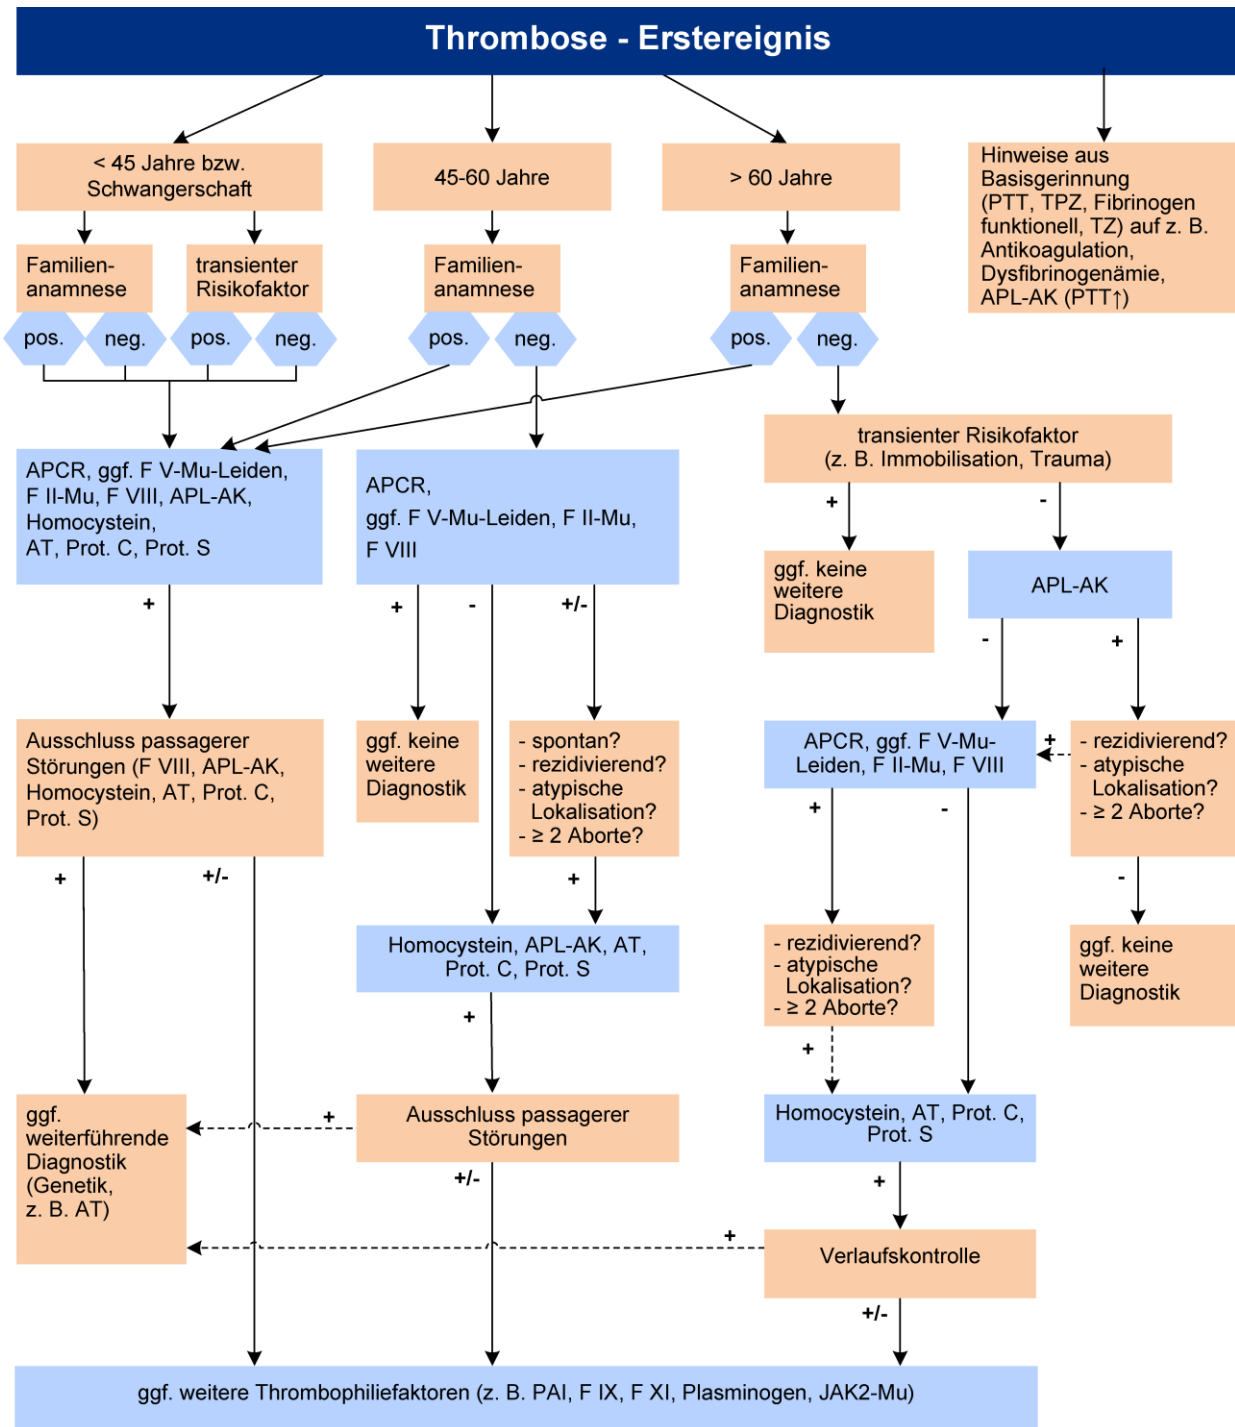 Thrombose - Erstereignis
< 45 Jahre bzw.
Schwangerschaft
45-60 Jahre
> 60 Jahre
Hinweise aus
Basisgerinnung
(PTT, TPZ, Fibrinogen
funktionell, TZ) auf z. B.
Antikoagulation,
Dysfibrinogenämie,
APL-AK (PTT↑)
Familien-
anamnese
transienter
Risikofaktor
Familien-
anamnese
Familien-
anamnese
pos.
neg.
pos.
neg.
pos.
neg.
pos.
neg.
transienter Risikofaktor
(z. B. Immobilisation, Trauma)
APCR, ggf. F V-Mu-Leiden,
F II-Mu, F VIII, APL-AK,
Homocystein,
AT, Prot. C, Prot. S
APCR,
ggf. F V-Mu-Leiden, F II-Mu,
F VIII
+
-
ggf. keine
weitere
Diagnostik
APL-AK
+
+
-
+/-
-
+
Ausschluss passagerer
Störungen (F VIII, APL-AK,
Homocystein, AT, Prot. C,
Prot. S)
ggf. keine
weitere
Diagnostik
- spontan?
- rezidivierend?
- atypische
Lokalisation?
- ≥ 2 Aborte?
APCR, ggf. F V-Mu-
Leiden, F II-Mu, F VIII
+
- rezidivierend?
- atypische
Lokalisation?
- ≥ 2 Aborte?
+
+/-
+
+
-
-
Homocystein, APL-AK, AT,
Prot. C, Prot. S
- rezidivierend?
- atypische
Lokalisation?
- ≥ 2 Aborte?
ggf. keine
weitere
Diagnostik
+
+
ggf.
weiterführende
Diagnostik
(Genetik,
z. B. AT)
+
Ausschluss passagerer
Störungen
Homocystein, AT, Prot. C,
Prot. S
+/-
+
+
Verlaufskontrolle
+/-
ggf. weitere Thrombophiliefaktoren (z. B. PAI, F IX, F XI, Plasminogen, JAK2-Mu)